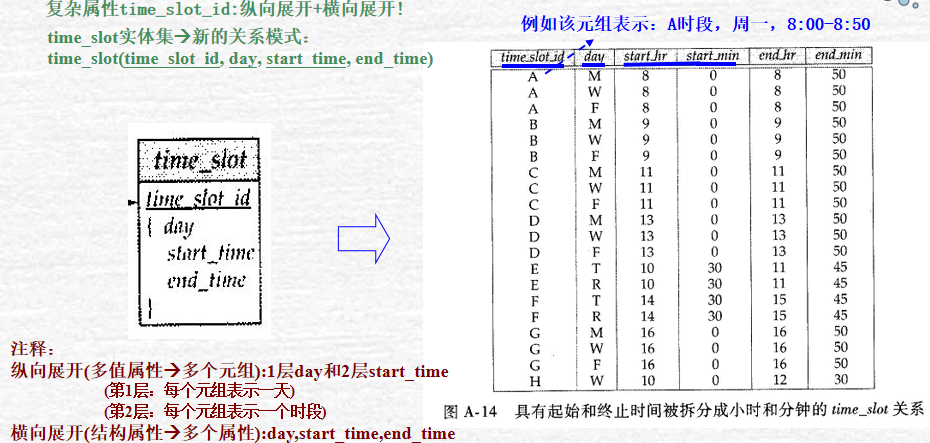 复杂属性time_slot_id:纵向展开+横向展开!
time_slot实体集→新的关系模式:
time_slot(time_slot_id, day, start_time, end_time)
time_slot
time_slot_id
{ day
start_time
end_time
}
注释:
纵向展开(多值属性→多个元组):1层day和2层start_time
(第1层: 每个元组表示一天)
(第2层: 每个元组表示一个时段)
横向展开(结构属性→多个属性):day,start_time,end_time
例如该元组表示: A时段, 周一, 8:00-8:50
time_slot_id day start_hr start_min end_hr end_min
A M 8 0 8 50
A W 8 0 8 50
A F 8 0 8 50
B M 9 0 9 50
B W 9 0 9 50
B F 9 0 9 50
C M 11 0 11 50
C W 11 0 11 50
C F 11 0 11 50
D M 13 0 13 50
D W 13 0 13 50
D F 13 0 13 50
E T 10 30 11 45
E R 10 30 11 45
F T 14 30 15 45
F R 14 30 15 45
G M 16 0 16 50
G W 16 0 16 50
G F 16 0 16 50
H W 10 0 12 30
图 A-14 具有起始和终止时间被拆分成小时和分钟的 time_slot 关系